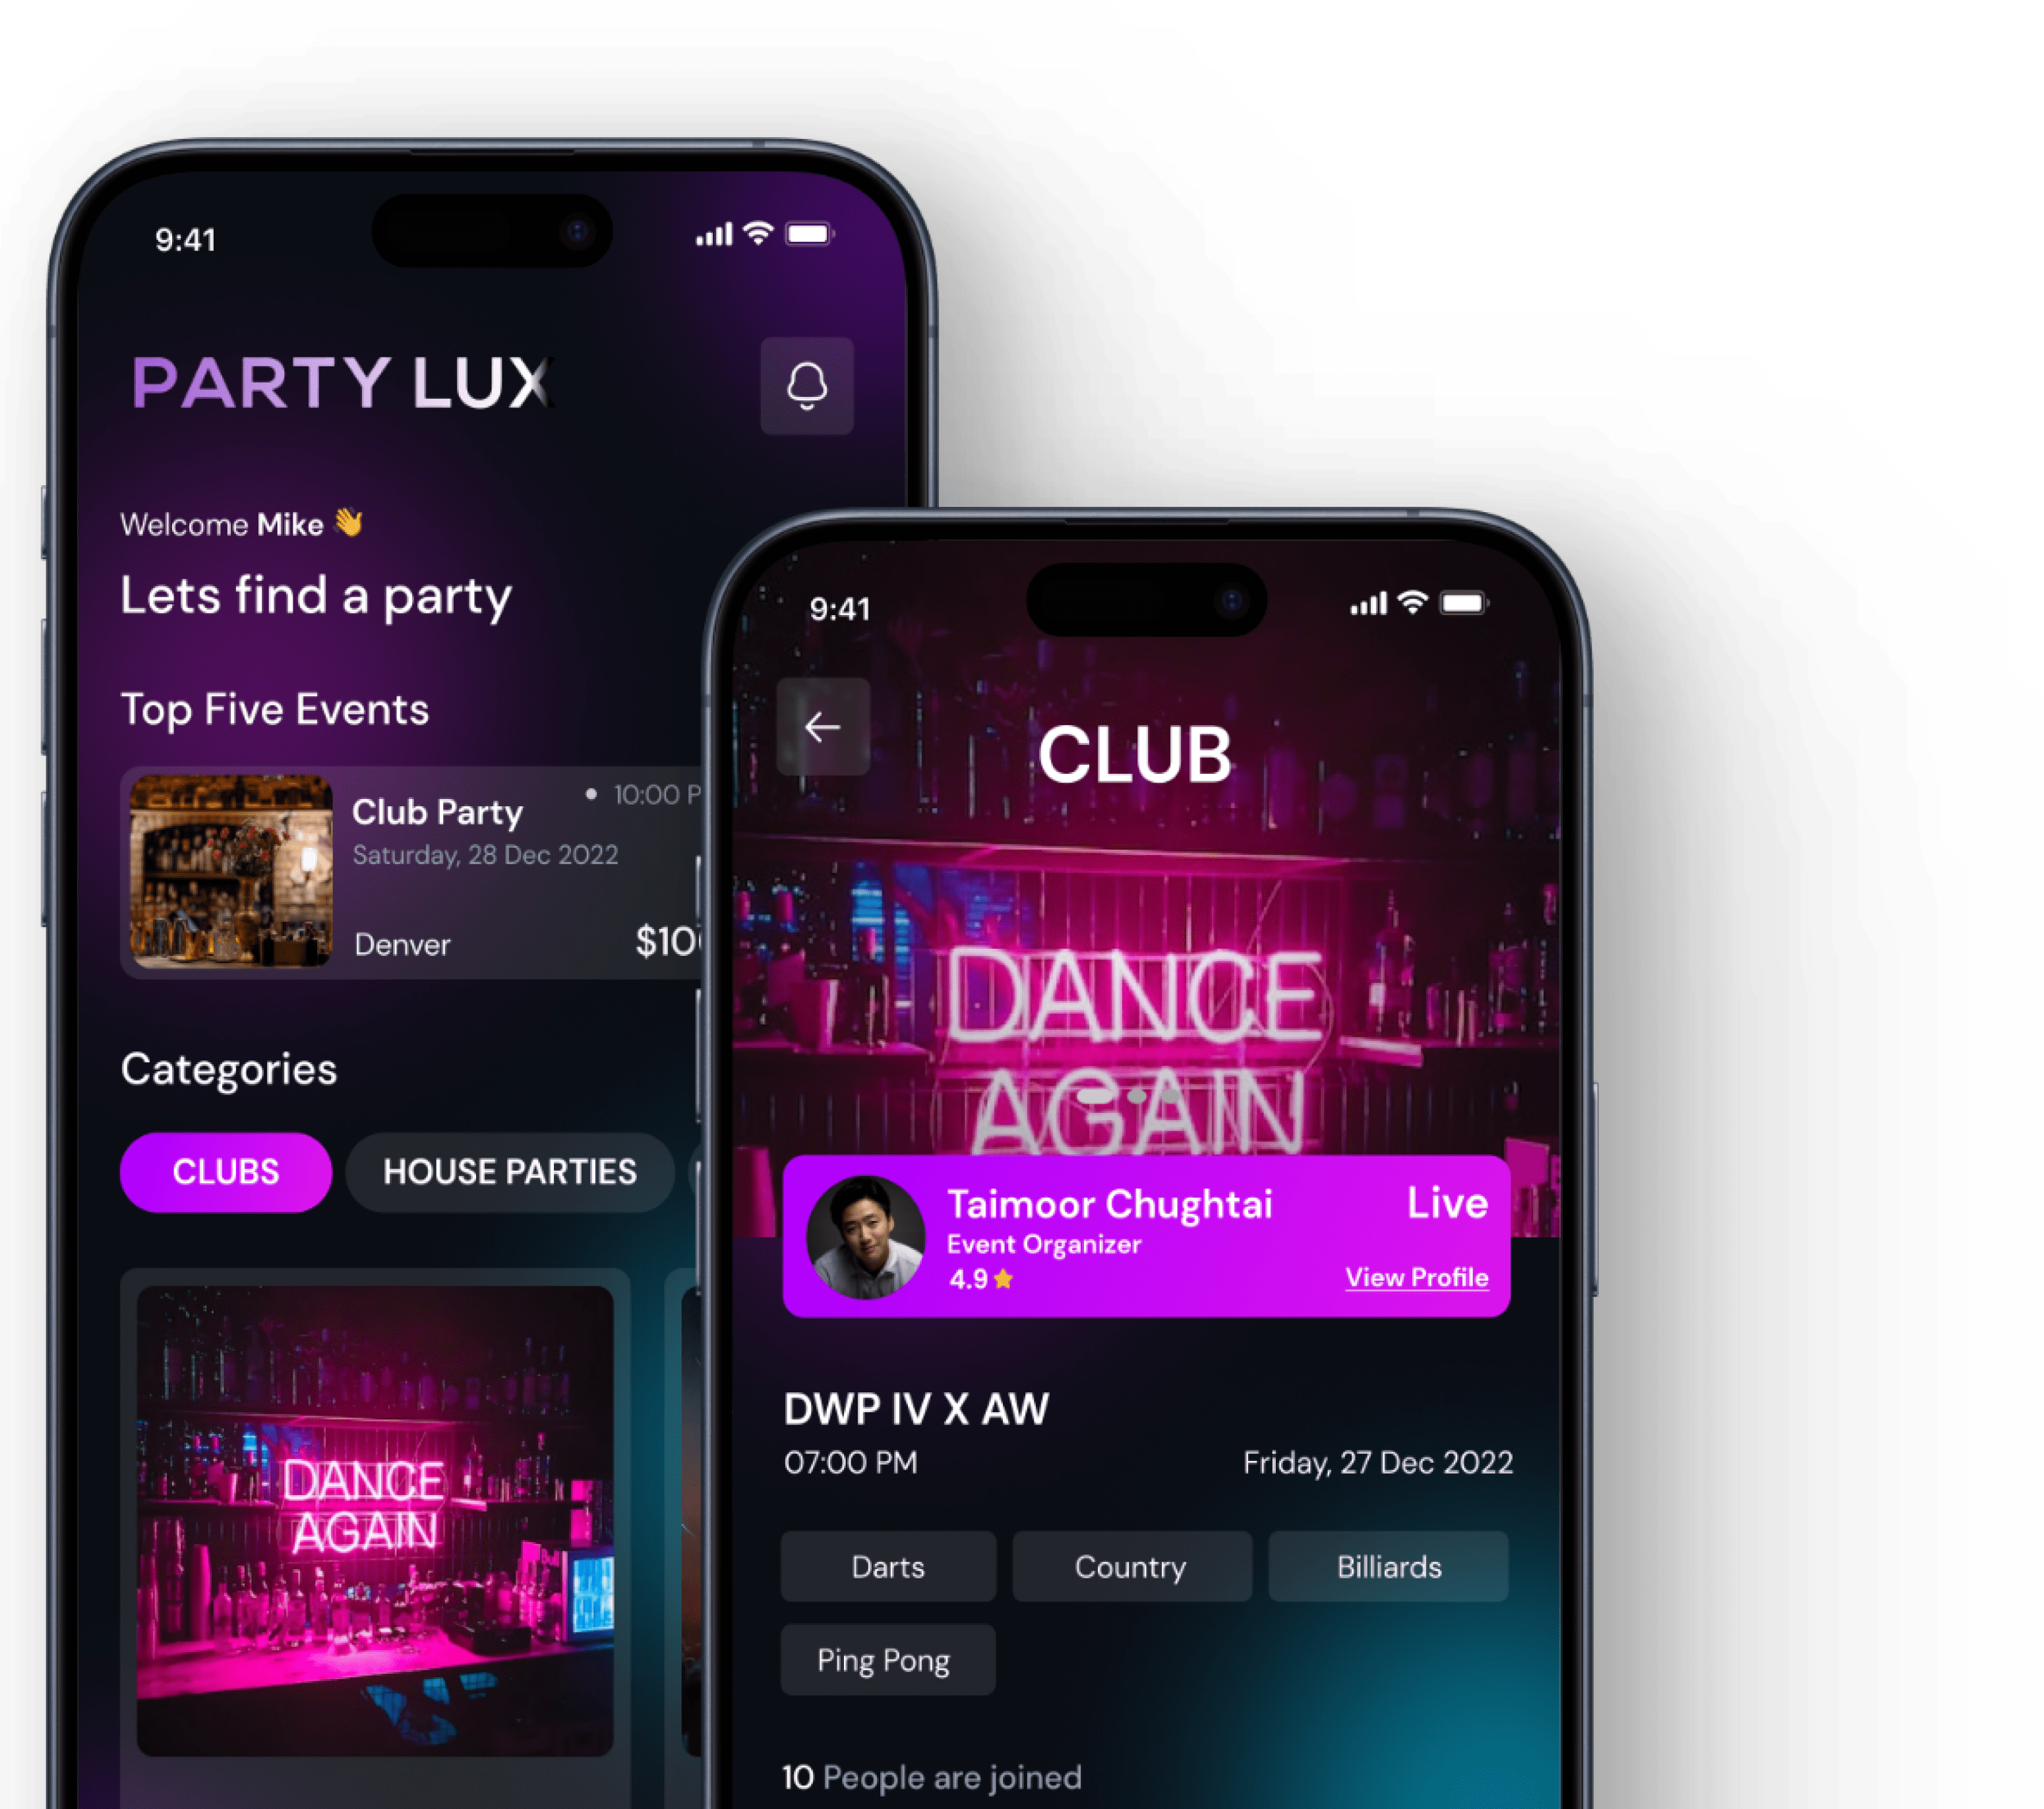 9:41
PARTY LUX
Welcome Mike 👋
Lets find a party
Top Five Events
Club Party
10:00
Saturday, 28 Dec 2022
Denver
Categories
CLUBS
HOUSE PARTIES
DANCE
AGAIN
9:41
CLUB
DANCE
AGAIN
Taimoor Chughtai
Live
Event Organizer
4.9
View Profile
DWP IV X AW
07:00 PM
Friday, 27 Dec 2022
Darts
Country
Billiards
Ping Pong
10 People are joined